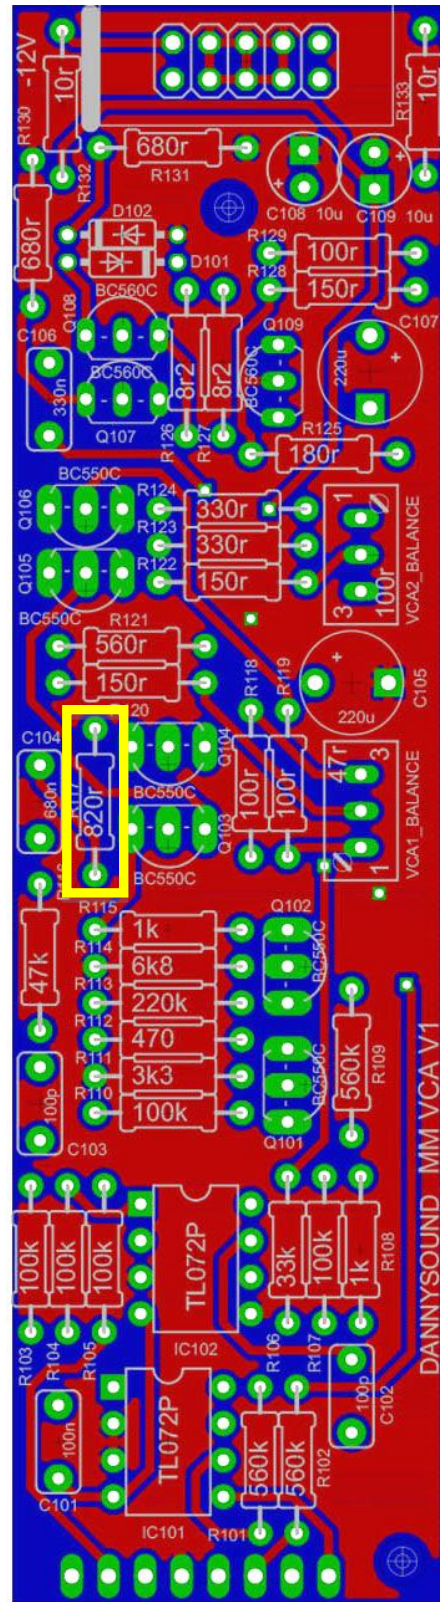 -12V
10r
R130
R132
R133
10r
680r
R131
680r
D102
D101
C108
10u
C109
10u
R129
100r
R128
150r
C107
BC560C
Q108
C106
330n
BC560C
Q107
8r2
8r2
R126
R127
Q109
BC560C
220u
R125
180r
BC550C
Q106
Q105
BC550C
R124
330r
R123
330r
R122
150r
1
3
100r
VCA2_BALANCE
R121
560r
150r
R118
R119
C105
220u
C104
680n
R117
820r
Q104
BC550C
Q103
BC550C
100r
100r
47r
3
1
VCA1_BALANCE
47k
R115
1k
R114
6k8
R113
220k
R112
470
R111
3k3
R110
100k
Q102
BC550C
BC550C
Q101
560k
R109
100p
C103
100k
100k
100k
R103
R104
R105
TL072P
IC102
33k
100k
1k
R106
R107
R108
100p
C102
DANNYSOUND MM VCA V1
100n
C101
TL072P
IC101
560k
560k
R101
R102